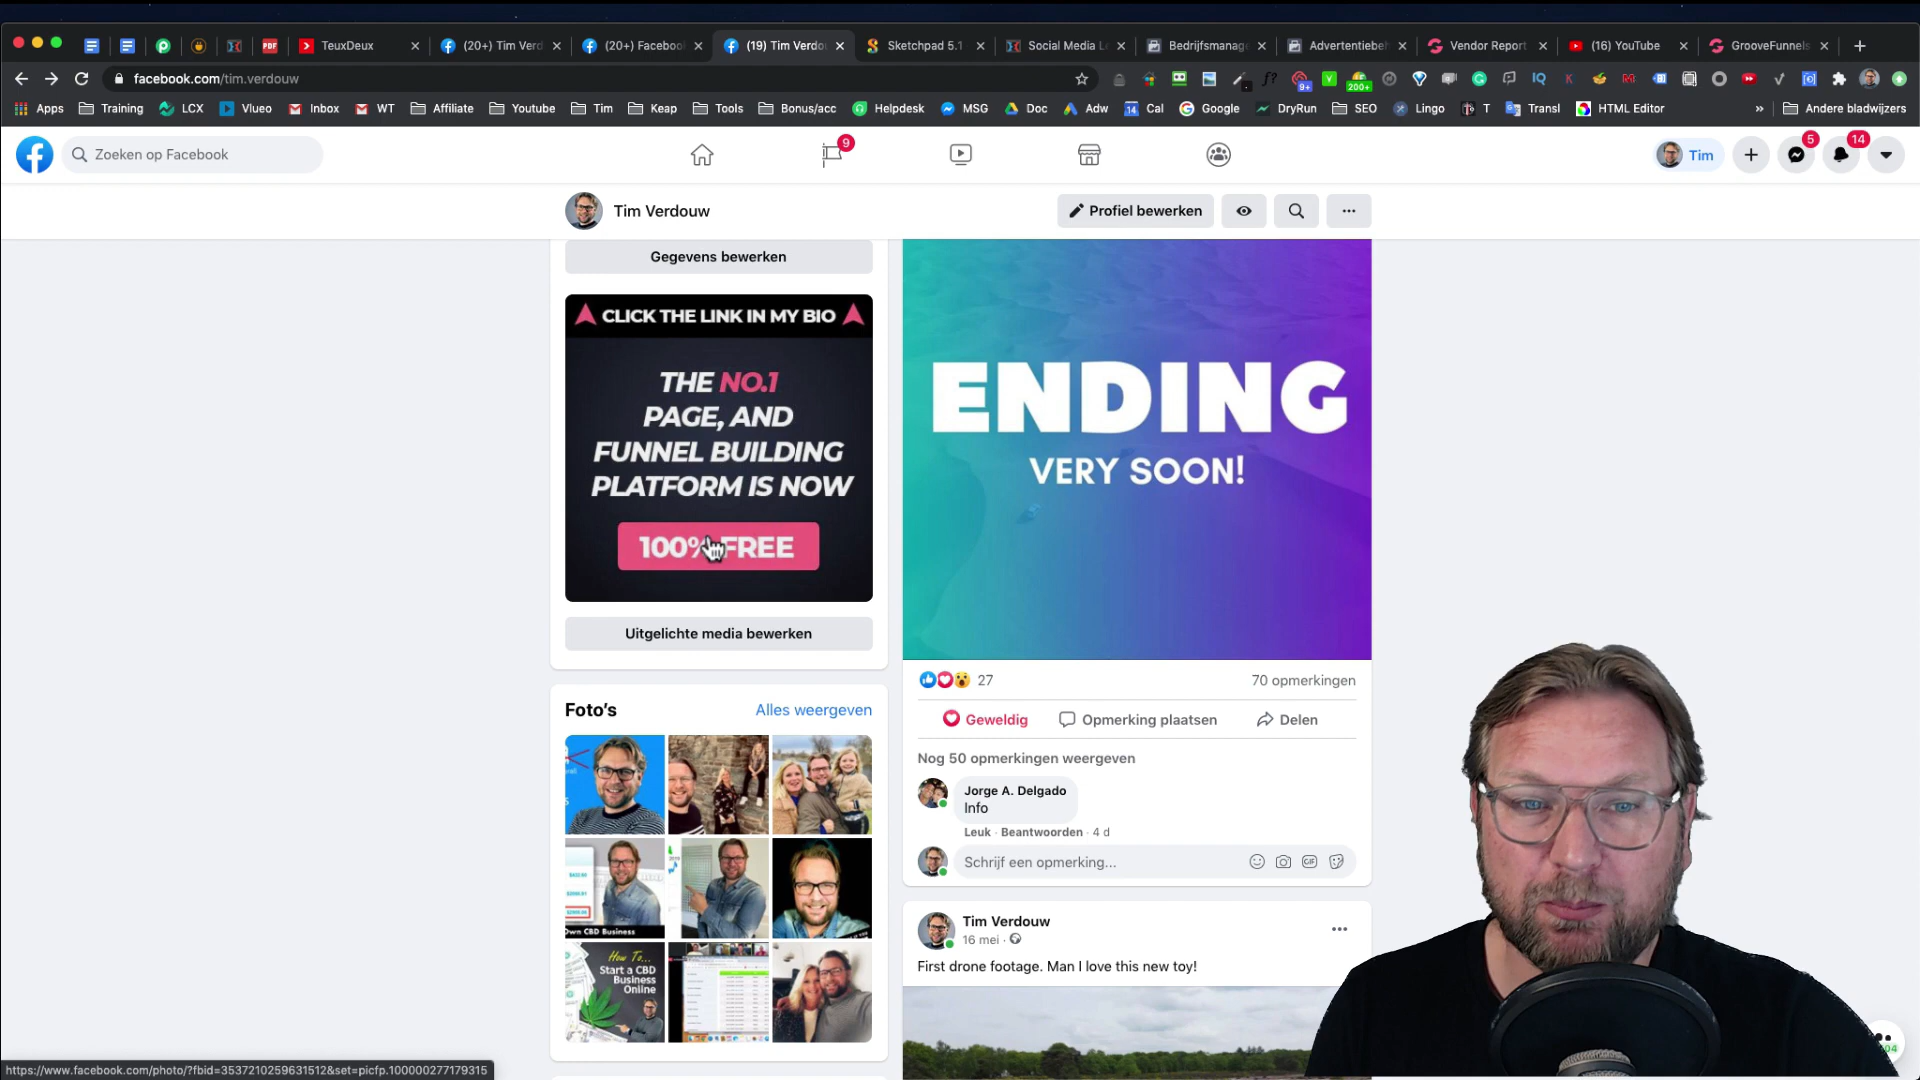 TeuxDeux
(20+) Tim Verd
(20+) Facebook
(19) Tim Verdou
Sketchpad 5.1
Social Media L
Bedrijfsmanag
Advertentiebeh
Vendor Report
(16) YouTube
GrooveFunnels
facebook.com/tim.verdouw
Apps
Training
LCX
Vlueo
Inbox
WT
Affiliate
Youtube
Tim
Keap
Tools
Bonus/acc
Helpdesk
MSG
Doc
Adw
Cal
Google
DryRun
SEO
Lingo
T
Transl
HTML Editor
»
Andere bladwijzers
Zoeken op Facebook
9
Tim
5
14
Tim Verdouw
Profiel bewerken
Gegevens bewerken
CLICK THE LINK IN MY BIO
THE NO.1
PAGE, AND
FUNNEL BUILDING
PLATFORM IS NOW
100% FREE
Uitgelichte media bewerken
Foto's
Alles weergeven
Own CBD Business
How To...
Start a CBD
Business
Online
ENDING
VERY SOON!
27
70 opmerkingen
Geweldig
Opmerking plaatsen
Delen
Nog 50 opmerkingen weergeven
Jorge A. Delgado
Info
Leuk · Beantwoorden · 4 d
Schrijf een opmerking...
Tim Verdouw
16 mei ·
First drone footage. Man I love this new toy!
https://www.facebook.com/photo/?fbid=3537210259631512&set=picfp.100000277179315